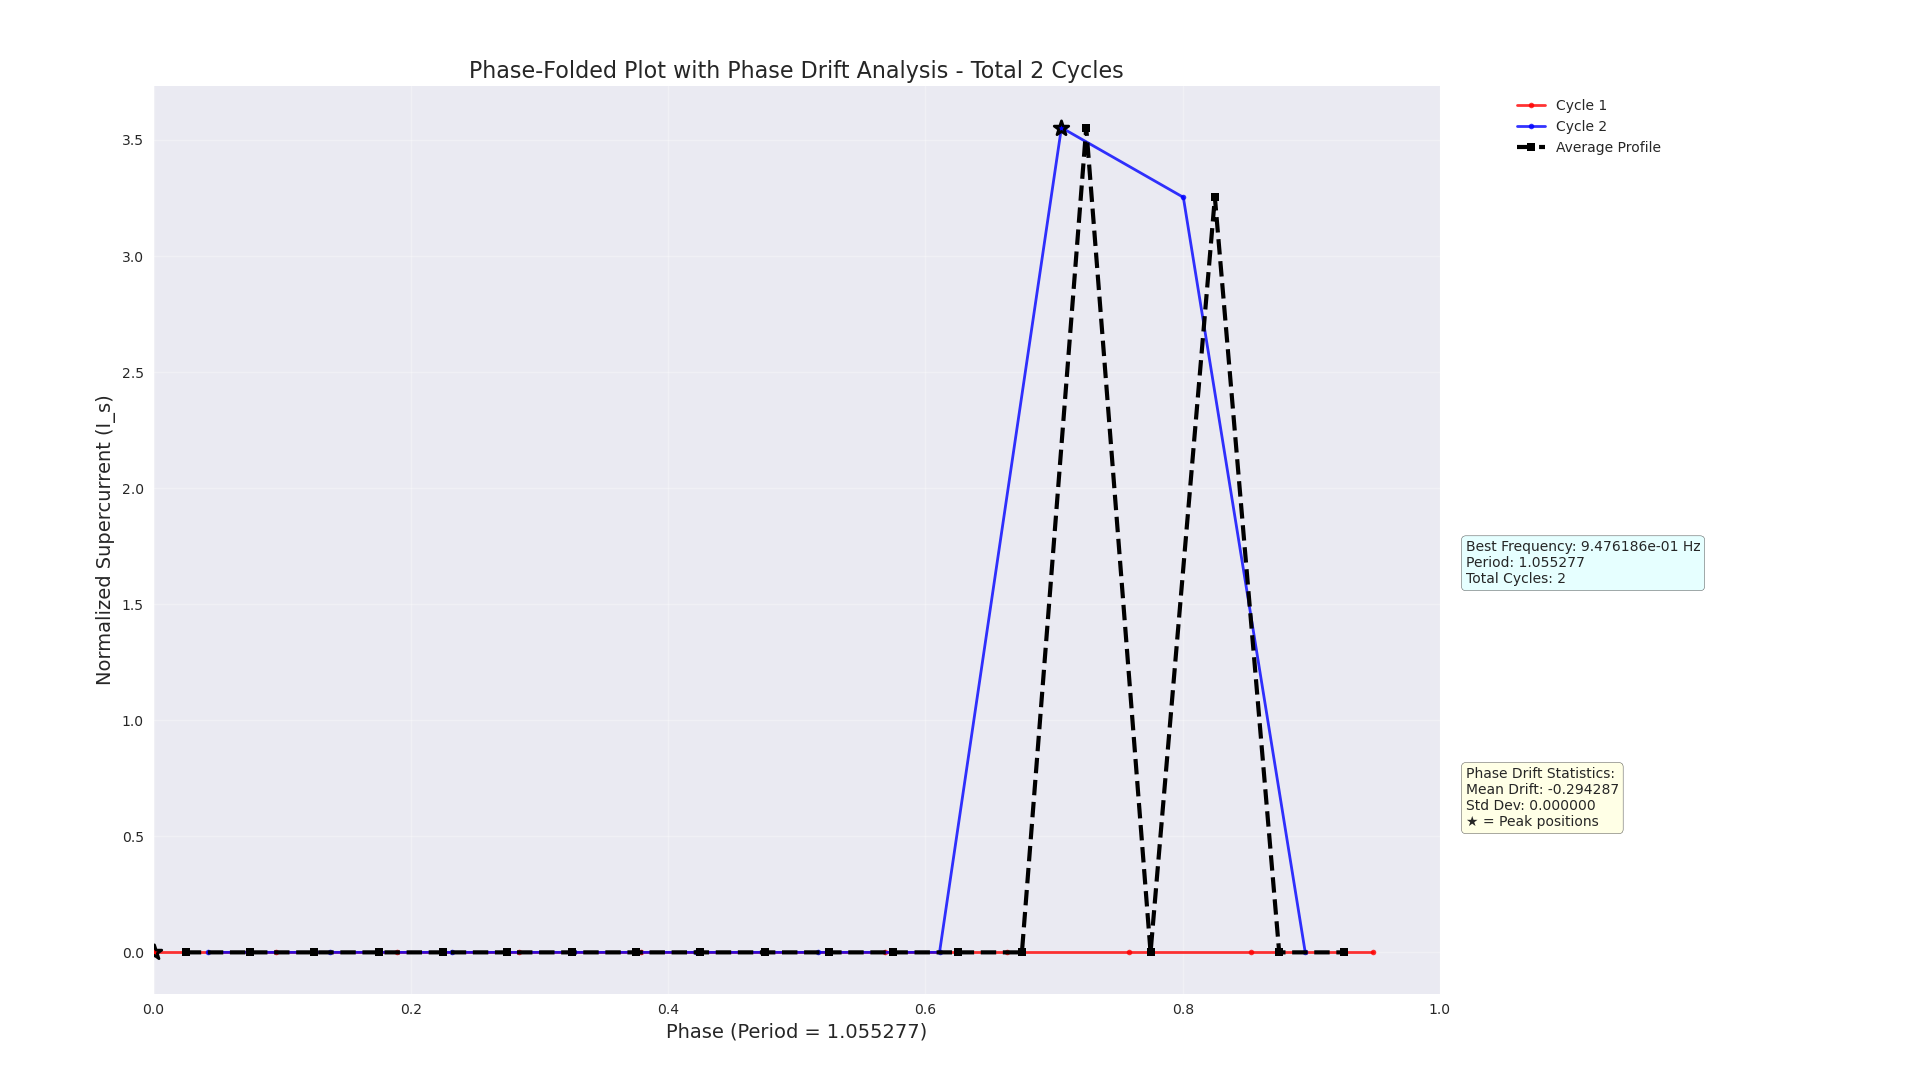 Phase-Folded Plot with Phase Drift Analysis - Total 2 Cycles
Normalized Supercurrent (I_s)
3.5
3.0
2.5
2.0
1.5
1.0
0.5
0.0
0.0
0.2
0.4
0.6
0.8
1.0
Phase (Period = 1.055277)
Cycle 1
Cycle 2
Average Profile
Best Frequency: 9.476186e-01 Hz
Period: 1.055277
Total Cycles: 2
Phase Drift Statistics:
Mean Drift: -0.294287
Std Dev: 0.000000
★ = Peak positions